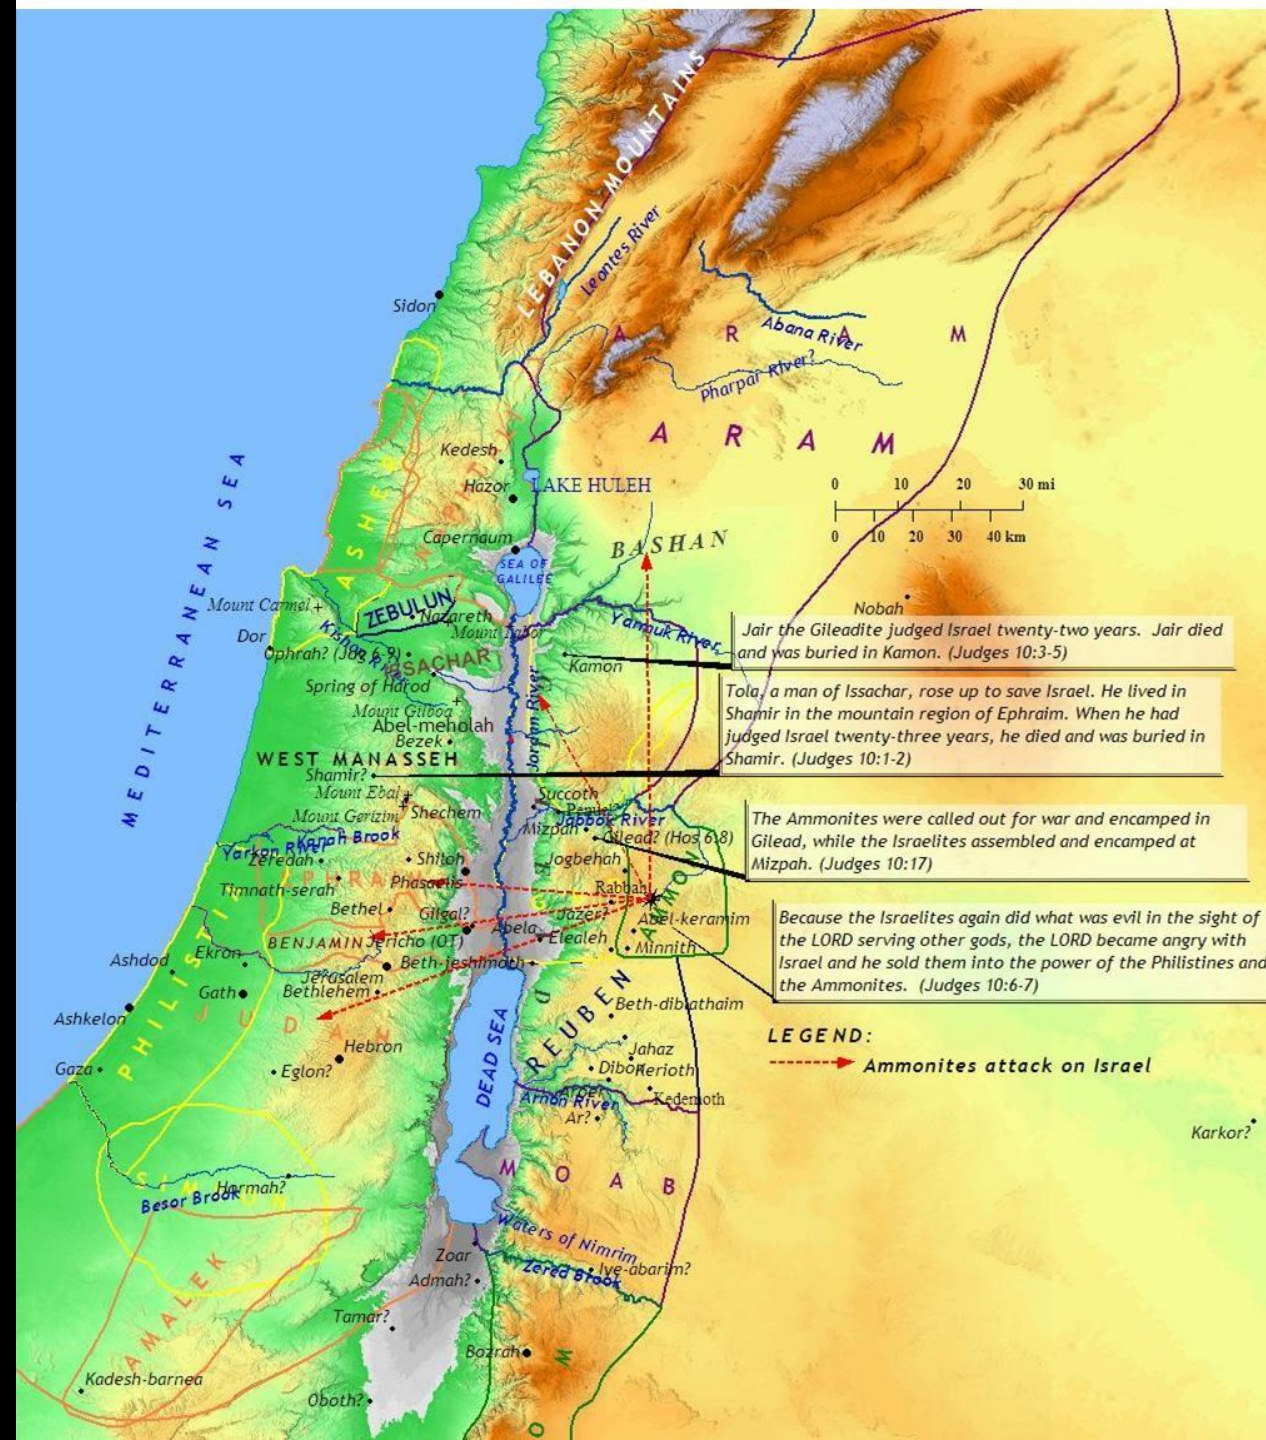 LEBANON MOUNTAINS
Leontes River
Sidon
A R A M
Abana River
Pharpar River?
A R A M
Kedesh
NAPHTALI
ASHER
Hazor
LAKE HULEH
0 10 20 30 mi
0 10 20 30 40 km
MEDITERRANEAN SEA
Capernaum
BASHAN
SEA OF
GALILEE
Nobah
Mount Carmel
ZEBULUN
Nazareth
Mount Tabor
Yarmuk River
Dor
Kishon River
Ophrah? (Jdg 6-9)
ISSACHAR
Kamon
Jair the Gileadite judged Israel twenty-two years. Jair died
and was buried in Kamon. (Judges 10:3-5)
Spring of Harod
Mount Gilboa
Jordan River
Abel-meholah
Bezek
Tola, a man of Issachar, rose up to save Israel. He lived in
Shamir in the mountain region of Ephraim. When he had
judged Israel twenty-three years, he died and was buried in
Shamir. (Judges 10:1-2)
WEST MANASSEH
Shamir?
Mount Ebal
Mount Gerizim
Shechem
Succoth
Penuel?
Jabbok River
Mizpah
Gilead? (Hos 6:8)
The Ammonites were called out for war and encamped in
Gilead, while the Israelites assembled and encamped at
Mizpah. (Judges 10:17)
Kanah Brook
Yarkon River
Zeredah
Shiloh
Jogbehah
EPHRAIM
Phasaelis
Timnath-serah
Rabbah
AMMON
Bethel
Gilgal?
Jazer?
Abel-keramim
Abela
BENJAMIN
Jericho (OT)
Elealeh
Minnith
Because the Israelites again did what was evil in the sight of
the LORD serving other gods, the LORD became angry with
Israel and he sold them into the power of the Philistines and
the Ammonites. (Judges 10:6-7)
PHILISTIA
Ekron
Ashdod
Jerusalem
Beth-jeshimoth
Gath
Bethlehem
JUDAH
G A D
Beth-diblathaim
Ashkelon
REUBEN
LEGEND:
Ammonites attack on Israel
Hebron
DEAD SEA
Jahaz
Gaza
Eglon?
Dibon
Kerioth
Aroer
Arnon River
Kedemoth
Ar?
Karkor?
SIMEON
Hormah?
Besor Brook
MOAB
Waters of Nimrim
Zoar
Zered Brook
Iye-abarim?
Admah?
AMALEK
Tamar?
Bozrah
Kadesh-barnea
Oboth?
O M